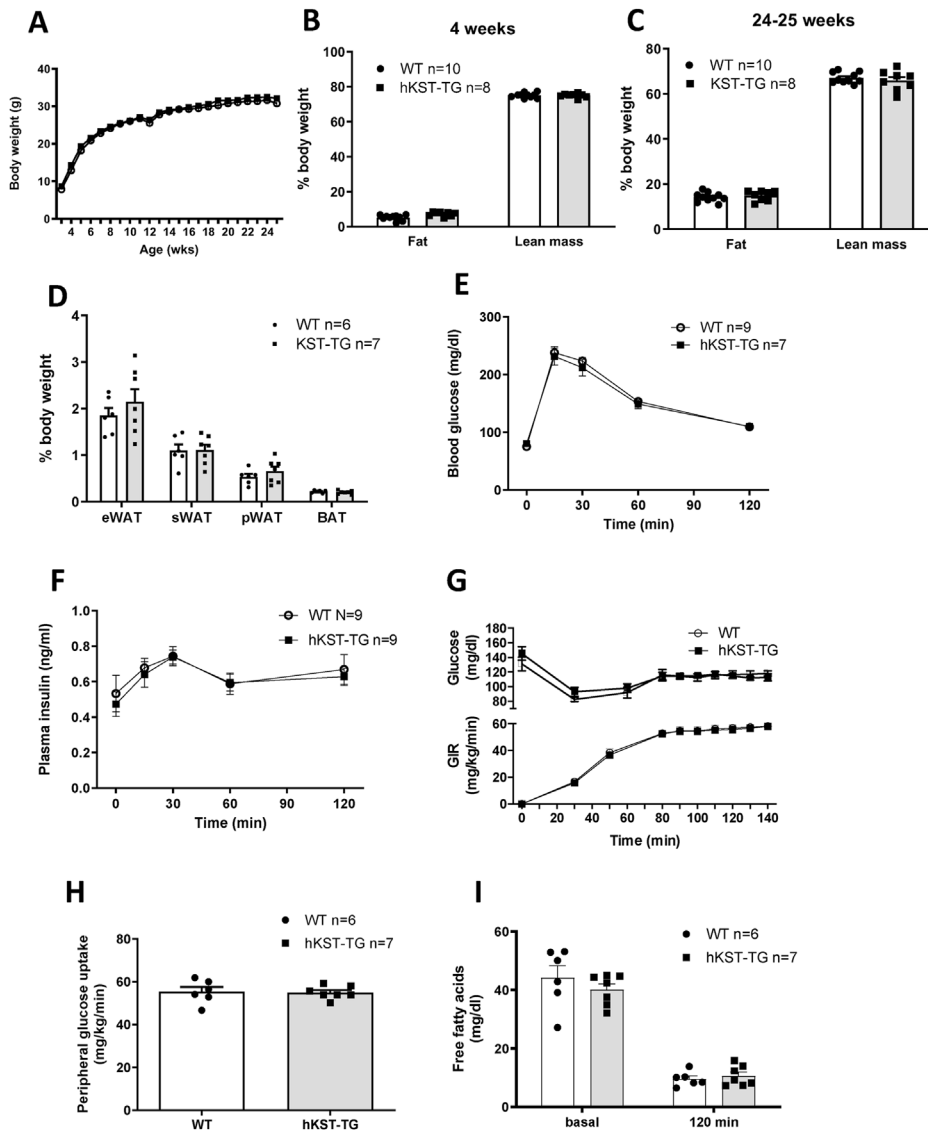 A
Body weight (g)
40
30
20
10
0
4 6 8 10 12 14 16 18 20 22 24
Age (wks)
B
4 weeks
% body weight
100
80
60
40
20
0
WT n=10
hKST-TG n=8
Fat Lean mass
C
24-25 weeks
% body weight
80
60
40
20
0
WT n=10
KST-TG n=8
Fat Lean mass
D
% body weight
4
3
2
1
0
WT n=6
KST-TG n=7
eWAT sWAT pWAT BAT
E
Blood glucose (mg/dl)
300
200
100
0
WT n=9
hKST-TG n=7
0 30 60 90 120
Time (min)
F
Plasma insulin (ng/ml)
1.0
0.8
0.6
0.4
0.2
0.0
WT N=9
hKST-TG n=9
0 30 60 90 120
Time (min)
G
Glucose
(mg/dl)
180
160
140
120
100
80
WT
hKST-TG
GIR
(mg/kg/min)
80
60
40
20
0
0 20 40 60 80 100 120 140
Time (min)
H
Peripheral glucose uptake
(mg/kg/min)
80
60
40
20
0
WT n=6
hKST-TG n=7
WT hKST-TG
I
Free fatty acids
(mg/dl)
60
40
20
0
WT n=6
hKST-TG n=7
basal 120 min